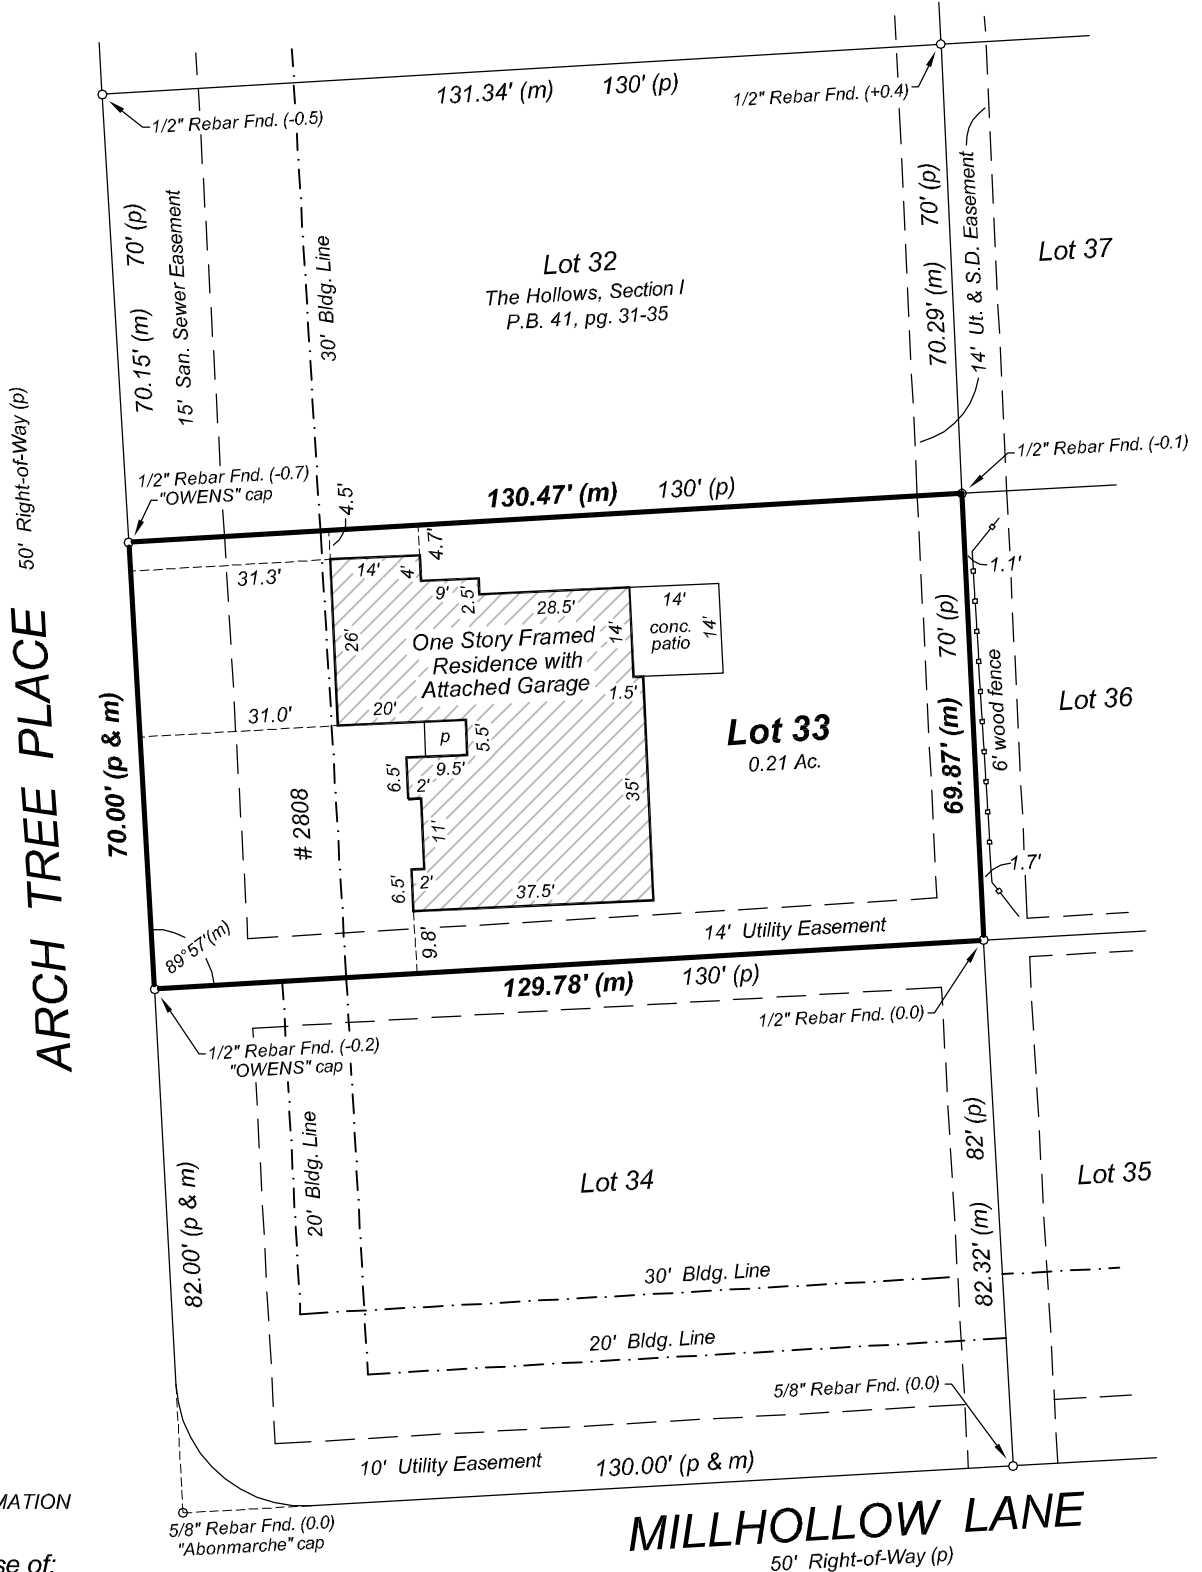 131.34' (m) 130' (p)
1/2" Rebar Fnd. (+0.4)
1/2" Rebar Fnd. (-0.5)
70.15' (m) 70' (p)
15' San. Sewer Easement
30' Bldg. Line
Lot 32
The Hollows, Section I
P.B. 41, pg. 31-35
70.29' (m) 70' (p)
14' Ut. & S.D. Easement
Lot 37
ARCH TREE PLACE
50' Right-of-Way (p)
1/2" Rebar Fnd. (-0.7)
"OWENS" cap
4.5'
130.47' (m) 130' (p)
1/2" Rebar Fnd. (-0.1)
4.7'
31.3'
14'
4'
9'
2.5'
28.5'
14'
14'
conc.
patio
14'
1.1'
26'
One Story Framed
Residence with
Attached Garage
1.5'
70.00' (p & m)
31.0'
20'
p
5.5'
9.5'
6.5'
2'
11'
35'
# 2808
6.5'
2'
37.5'
Lot 33
0.21 Ac.
69.87' (m) 70' (p)
6' wood fence
Lot 36
1.7'
89°57'(m)
9.8'
14' Utility Easement
129.78' (m) 130' (p)
1/2" Rebar Fnd. (0.0)
1/2" Rebar Fnd. (-0.2)
"OWENS" cap
20' Bldg. Line
82.00' (p & m)
Lot 34
82.32' (m) 82' (p)
Lot 35
30' Bldg. Line
20' Bldg. Line
5/8" Rebar Fnd. (0.0)
10' Utility Easement
130.00' (p & m)
MATION
5/8" Rebar Fnd. (0.0)
"Abonmarche" cap
MILLHOLLOW LANE
50' Right-of-Way (p)
se of: